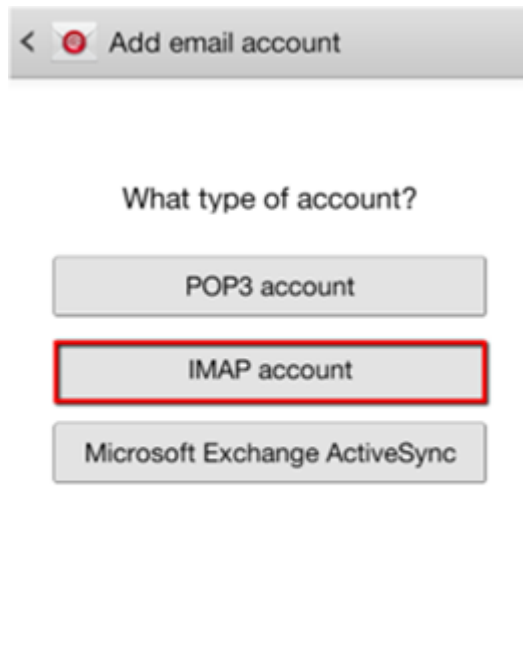 Add email account
What type of account?
POP3 account
IMAP account
Microsoft Exchange ActiveSync